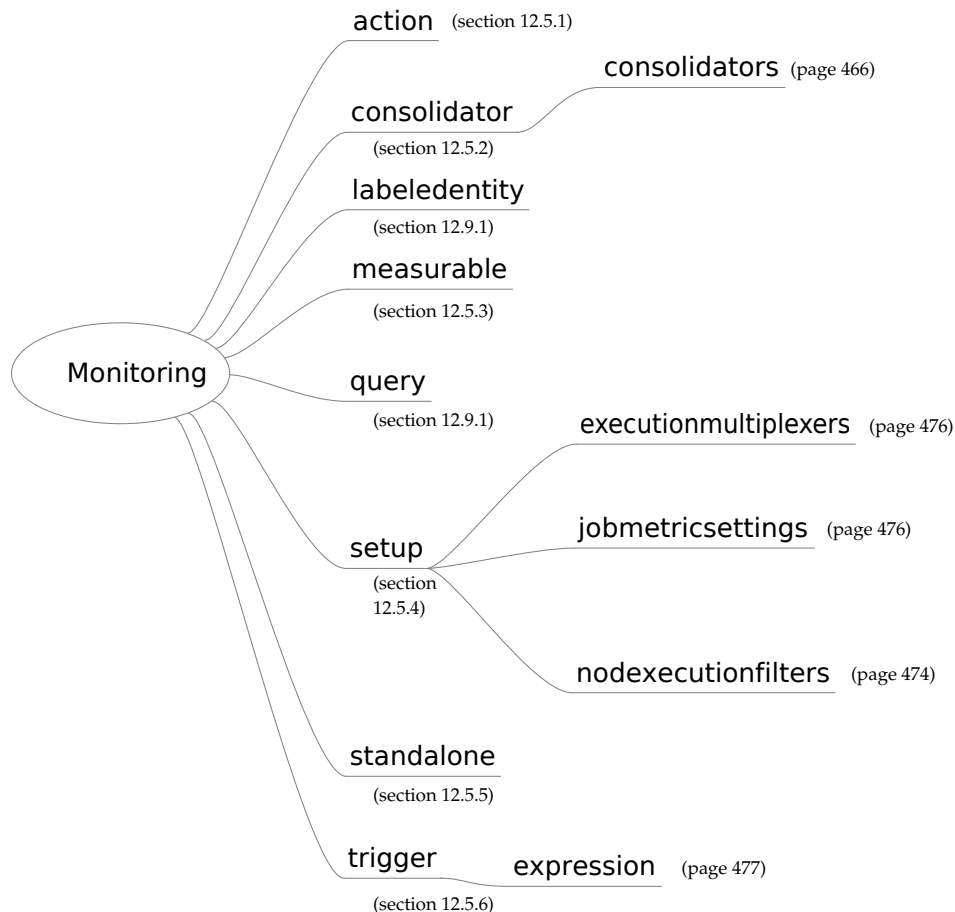 action (section 12.5.1)
consolidators (page 466)
consolidator
(section 12.5.2)
labeledentity
(section 12.9.1)
measurable
(section 12.5.3)
Monitoring
query
(section 12.9.1)
executionmultiplexers (page 476)
jobmetricsettings (page 476)
setup
(section
12.5.4)
nodexecutionfilters (page 474)
standalone
(section 12.5.5)
trigger
expression (page 477)
(section 12.5.6)